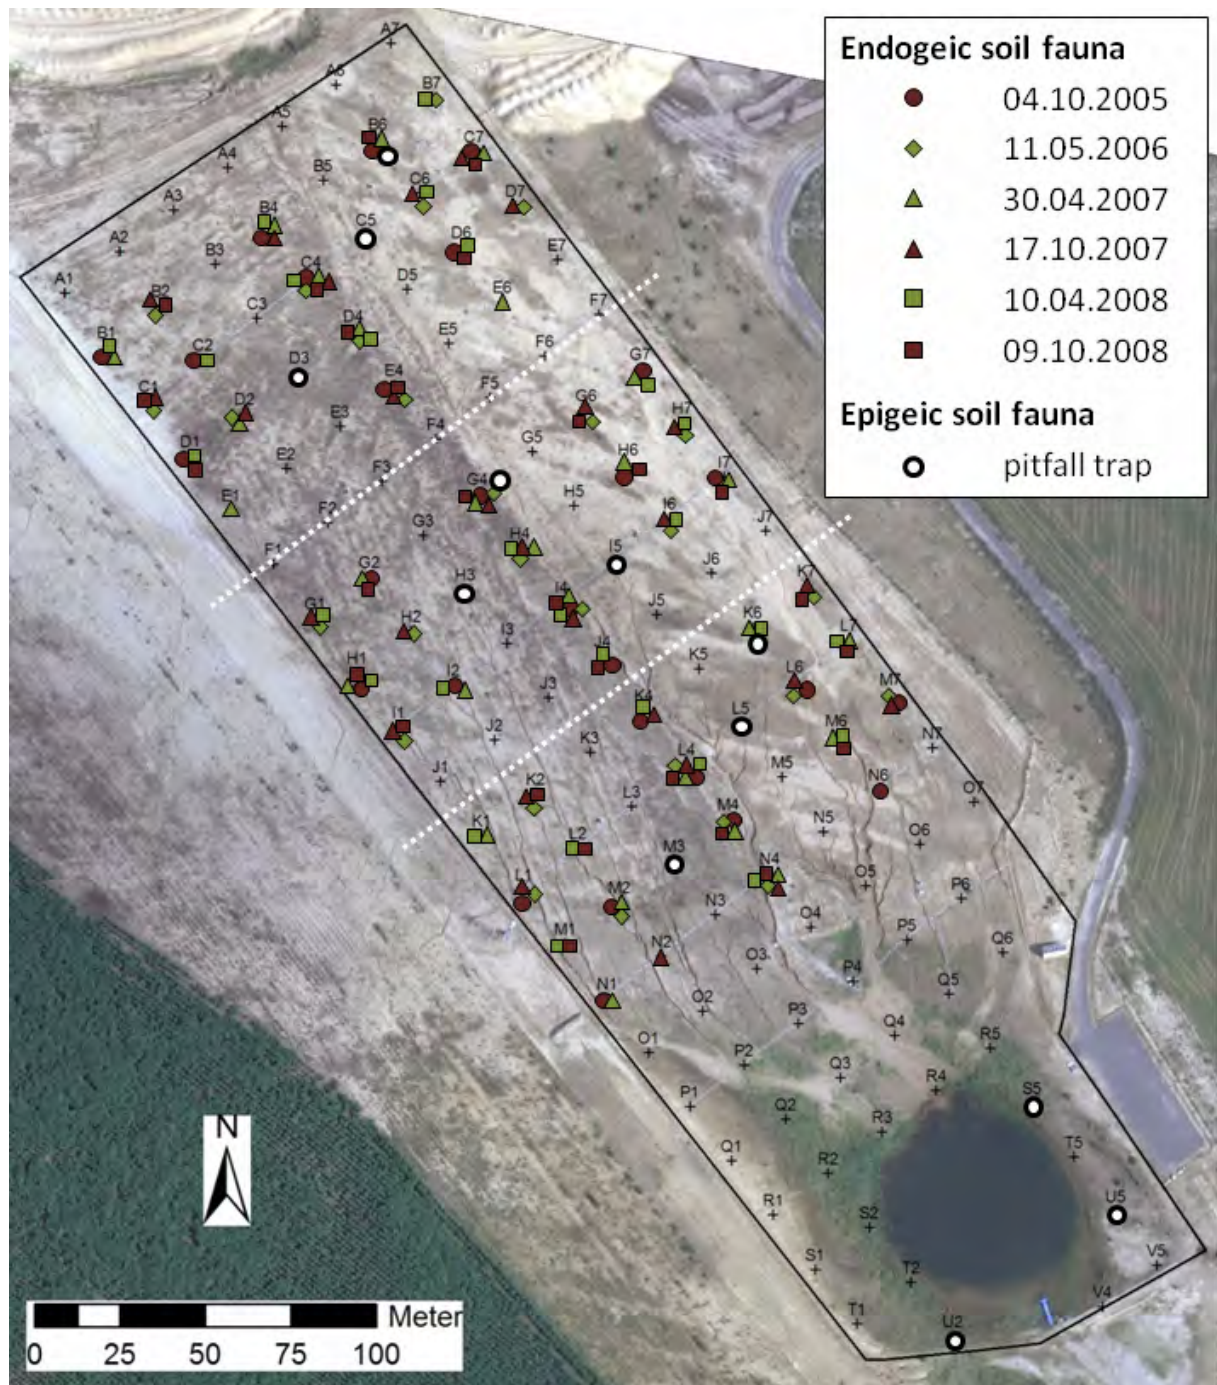 Endogeic soil fauna
04.10.2005
11.05.2006
30.04.2007
17.10.2007
10.04.2008
09.10.2008
Epigeic soil fauna
pitfall trap
A7
A6
B7
A5
B6
C7
A4
B5
C6
D7
A3
B4
C5
D6
E7
A2
B3
C4
D5
E6
F7
A1
B2
C3
D4
E5
F6
G7
B1
C2
D3
E4
F5
G6
H7
C1
D2
E3
F4
G5
H6
I7
D1
E2
F3
G4
H5
I6
J7
E1
F2
G3
H4
I5
J6
K7
F1
G2
H3
I4
J5
K6
L7
G1
H2
I3
J4
K5
L6
M7
H1
I2
J3
K4
L5
M6
N7
I1
J2
K3
L4
M5
N6
O7
J1
K2
L3
M4
N5
O6
K1
L2
M3
N4
O5
P6
L1
M2
N3
O4
P5
Q6
M1
N2
O3
P4
Q5
N1
O2
P3
Q4
R5
O1
P2
Q3
R4
S5
P1
Q2
R3
T5
Q1
R2
U5
R1
S2
V5
S1
T2
V4
T1
U2
N
Meter
0 25 50 75 100